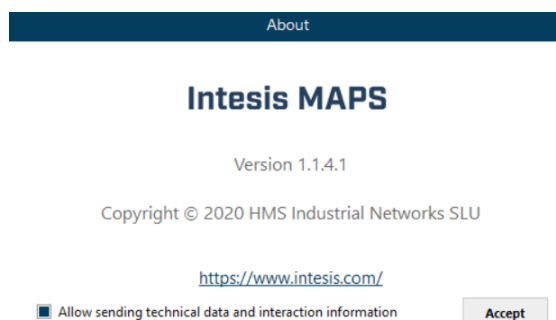 About
Intesis MAPS
Version 1.1.4.1
Copyright © 2020 HMS Industrial Networks SLU
https://www.intesis.com/
Allow sending technical data and interaction information
Accept